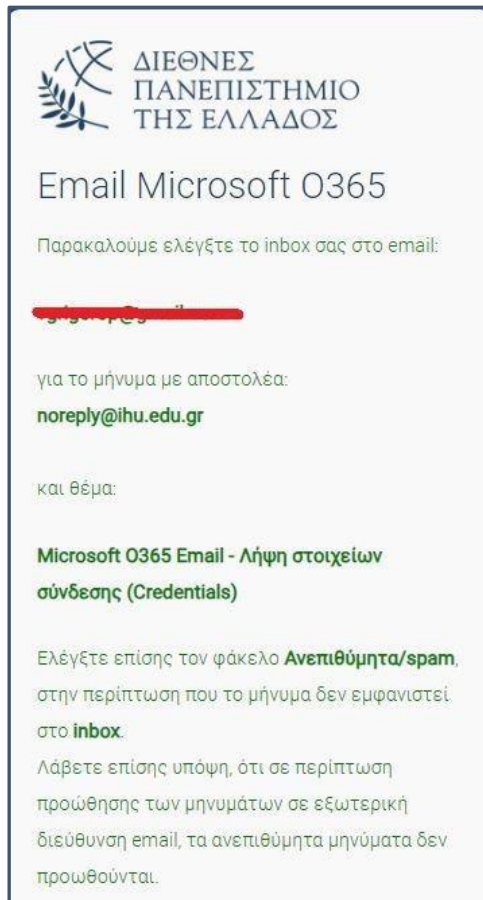 ΔΙΕΘΝΕΣ
ΠΑΝΕΠΙΣΤΗΜΙΟ
ΤΗΣ ΕΛΛΑΔΟΣ
Email Microsoft O365
Παρακαλούμε ελέγξτε το inbox σας στο email:
για το μήνυμα με αποστολέα:
noreply@ihu.edu.gr
και θέμα:
Microsoft O365 Email - Λήψη στοιχείων
σύνδεσης (Credentials)
Ελέγξτε επίσης τον φάκελο Ανεπιθύμητα/spam,
στην περίπτωση που το μήνυμα δεν εμφανιστεί
στο inbox.
Λάβετε επίσης υπόψη, ότι σε περίπτωση
προώθησης των μηνυμάτων σε εξωτερική
διεύθυνση email, τα ανεπιθύμητα μηνύματα δεν
προωθούνται.